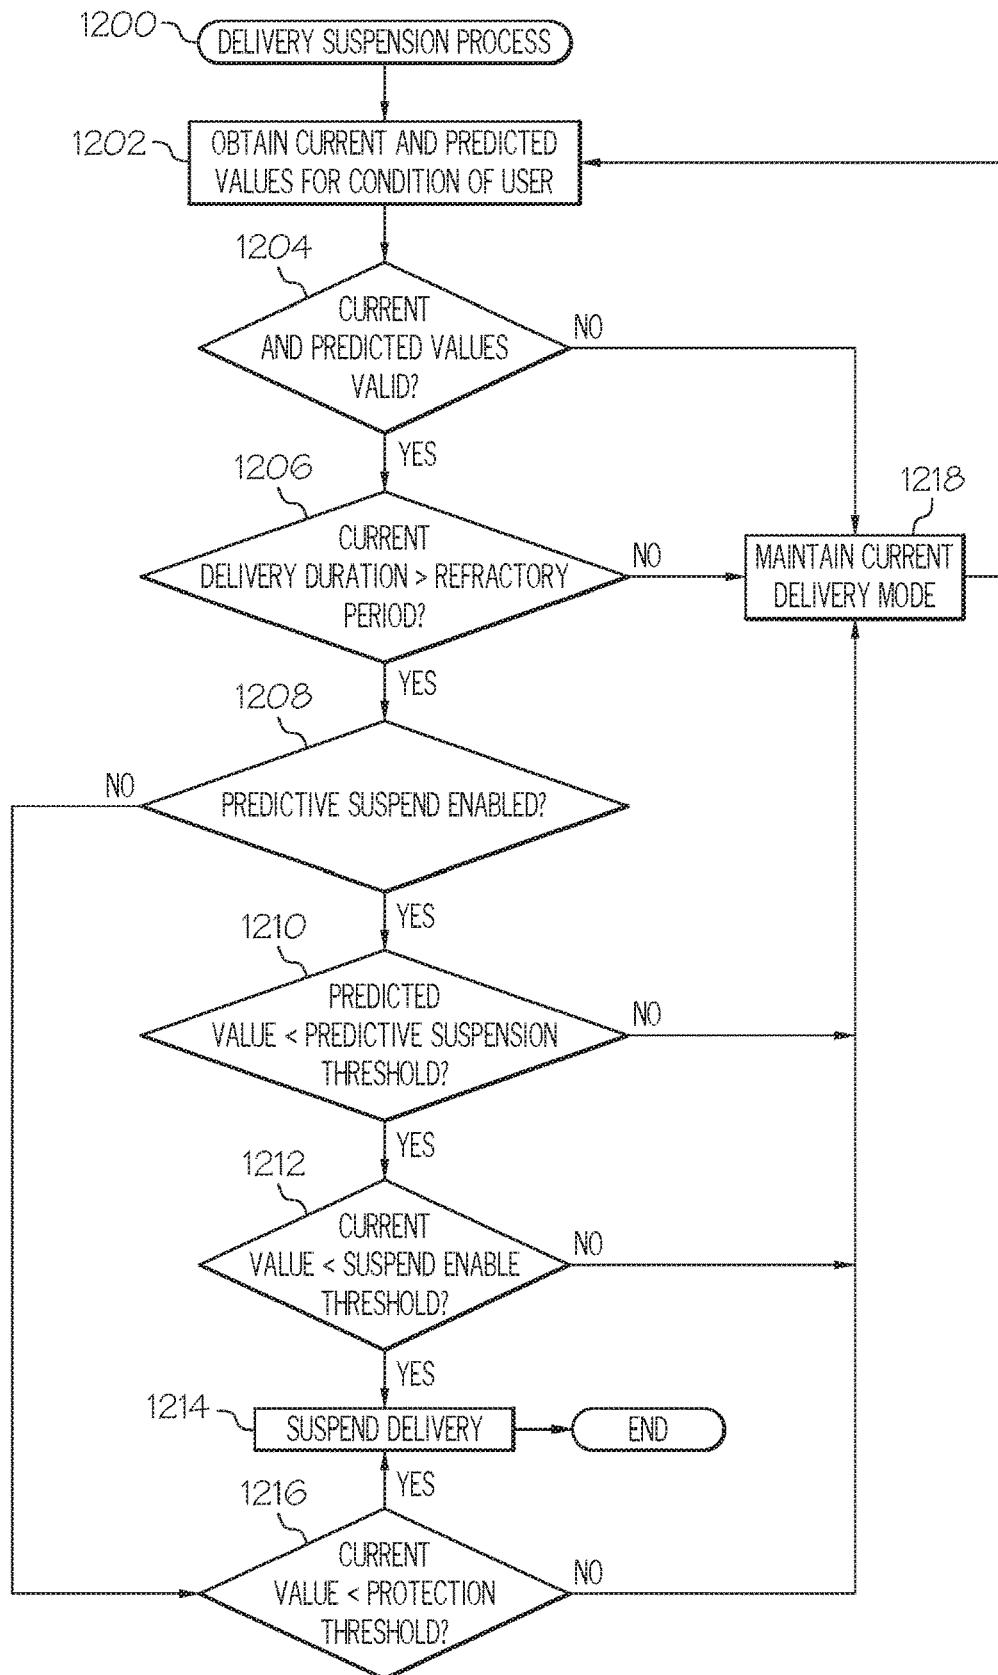 1200
DELIVERY SUSPENSION PROCESS
1202
OBTAIN CURRENT AND PREDICTED
VALUES FOR CONDITION OF USER
1204
CURRENT
AND PREDICTED VALUES
VALID?
NO
YES
1206
CURRENT
DELIVERY DURATION > REFRACTORY
PERIOD?
NO
1218
MAINTAIN CURRENT
DELIVERY MODE
YES
1208
NO
PREDICTIVE SUSPEND ENABLED?
YES
1210
PREDICTED
VALUE < PREDICTIVE SUSPENSION
THRESHOLD?
NO
YES
1212
CURRENT
VALUE < SUSPEND ENABLE
THRESHOLD?
NO
YES
1214
SUSPEND DELIVERY
END
YES
1216
CURRENT
VALUE < PROTECTION
THRESHOLD?
NO